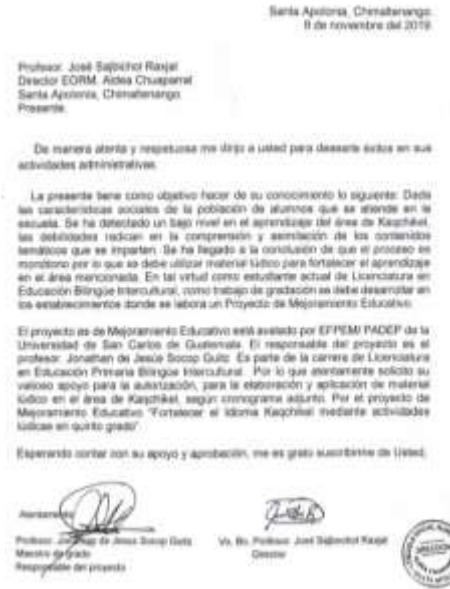 Santa Apolonia, Chimaltenango
8 de noviembre del 2019
Profesor: José Sajbochol Raxjal
Director EORM. Aldea Chuaparral
Santa Apolonia, Chimaltenango
Presente.
De manera atenta y respetuosa me dirijo a usted para desearle éxitos en sus
actividades administrativas.
La presente tiene como objetivo hacer de su conocimiento lo siguiente: Dada
las características sociales de la población de alumnos que se atiende en la
escuela. Se ha detectado un bajo nivel en el aprendizaje del área de Kaqchikel,
las debilidades radican en la comprensión y asimilación de los contenidos
temáticos que se imparten. Se ha llegado a la conclusión de que el proceso es
monótono por lo que se debe utilizar material lúdico para fortalecer el aprendizaje
en el área mencionada. En tal virtud como estudiante actual de Licenciatura en
Educación Bilingüe Intercultural, como trabajo de gradación se debe desarrollar en
los establecimientos donde se labora un Proyecto de Mejoramiento Educativo.
El proyecto es de Mejoramiento Educativo está avalado por EFPEM/ PADEP de la
Universidad de San Carlos de Guatemala. El responsable del proyecto es el
profesor: Jonathan de Jesús Socop Guitz. Es parte de la carrera de Licenciatura
en Educación Primaria Bilingüe Intercultural. Por lo que atentamente solicito su
valioso apoyo para la autorización, para la elaboración y aplicación de material
lúdico en el área de Kaqchikel, según cronograma adjunto. Por el proyecto de
Mejoramiento Educativo "Fortalecer el Idioma Kaqchikel mediante actividades
lúdicas en quinto grado"
Esperando contar con su apoyo y aprobación, me es grato suscribirme de Usted,
Atentamente
Profesor: Jonathan de Jesús Socop Guitz
Maestro de grado
Responsable del proyecto
Vo. Bo. Profesor: José Sajbochol Raxjal
Director
DIRECCION